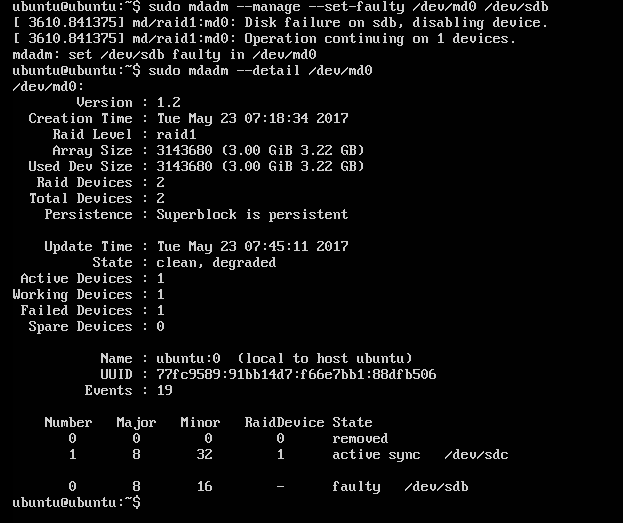 ubuntu@ubuntu:~$ sudo mdadm --manage --set-faulty /dev/md0 /dev/sdb
[ 3610.841375] md/raid1:md0: Disk failure on sdb, disabling device.
[ 3610.841375] md/raid1:md0: Operation continuing on 1 devices.
mdadm: set /dev/sdb faulty in /dev/md0
ubuntu@ubuntu:~$ sudo mdadm --detail /dev/md0
/dev/md0:
        Version : 1.2
  Creation Time : Tue May 23 07:18:34 2017
     Raid Level : raid1
     Array Size : 3143680 (3.00 GiB 3.22 GB)
  Used Dev Size : 3143680 (3.00 GiB 3.22 GB)
   Raid Devices : 2
  Total Devices : 2
    Persistence : Superblock is persistent

    Update Time : Tue May 23 07:45:11 2017
          State : clean, degraded
 Active Devices : 1
Working Devices : 1
 Failed Devices : 1
  Spare Devices : 0

           Name : ubuntu:0  (local to host ubuntu)
           UUID : 77fc9589:91bb14d7:f66e7bb1:88dfb506
         Events : 19

    Number   Major   Minor   RaidDevice State
       0       0        0        0      removed
       1       8       32        1      active sync   /dev/sdc

       0       8       16        -      faulty   /dev/sdb
ubuntu@ubuntu:~$